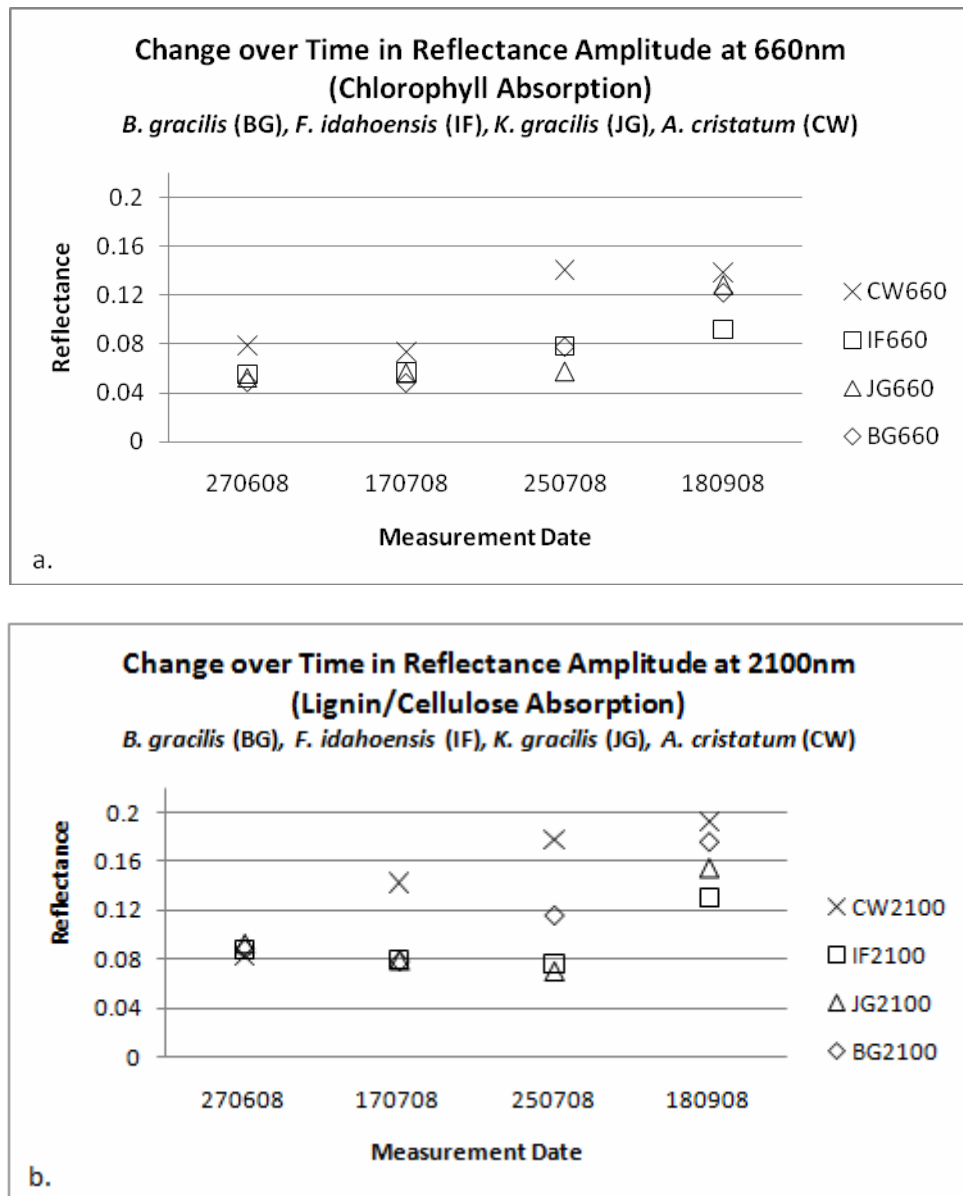 Change over Time in Reflectance Amplitude at 660nm
(Chlorophyll Absorption)
B. gracilis (BG), F. idahoensis (IF), K. gracilis (JG), A. cristatum (CW)
0.2
0.16
0.12
0.08
0.04
0
Reflectance
270608 170708 250708 180908
Measurement Date
CW660
IF660
JG660
BG660
a.
Change over Time in Reflectance Amplitude at 2100nm
(Lignin/Cellulose Absorption)
B. gracilis (BG), F. idahoensis (IF), K. gracilis (JG), A. cristatum (CW)
0.2
0.16
0.12
0.08
0.04
0
Reflectance
270608 170708 250708 180908
Measurement Date
CW2100
IF2100
JG2100
BG2100
b.